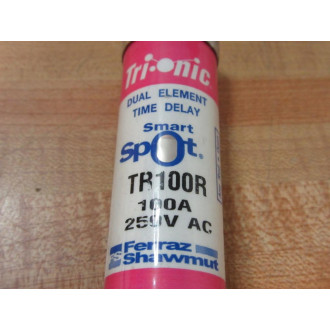 Tri-onic
DUAL ELEMENT
TIME DELAY
Smart
Spot®
TR100R
100A
250V AC
Ferraz
Shawmut